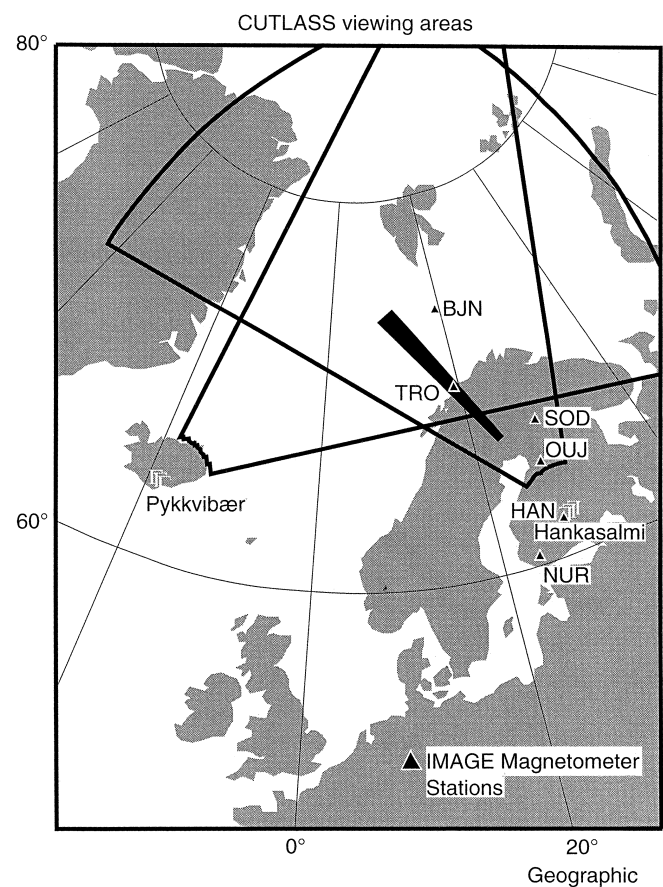 CUTLASS viewing areas
80°
BJN
TRO
SOD
OUJ
Pykkvibær
HAN
60°
Hankasalmi
NUR
IMAGE Magnetometer
Stations
0°
20°
Geographic